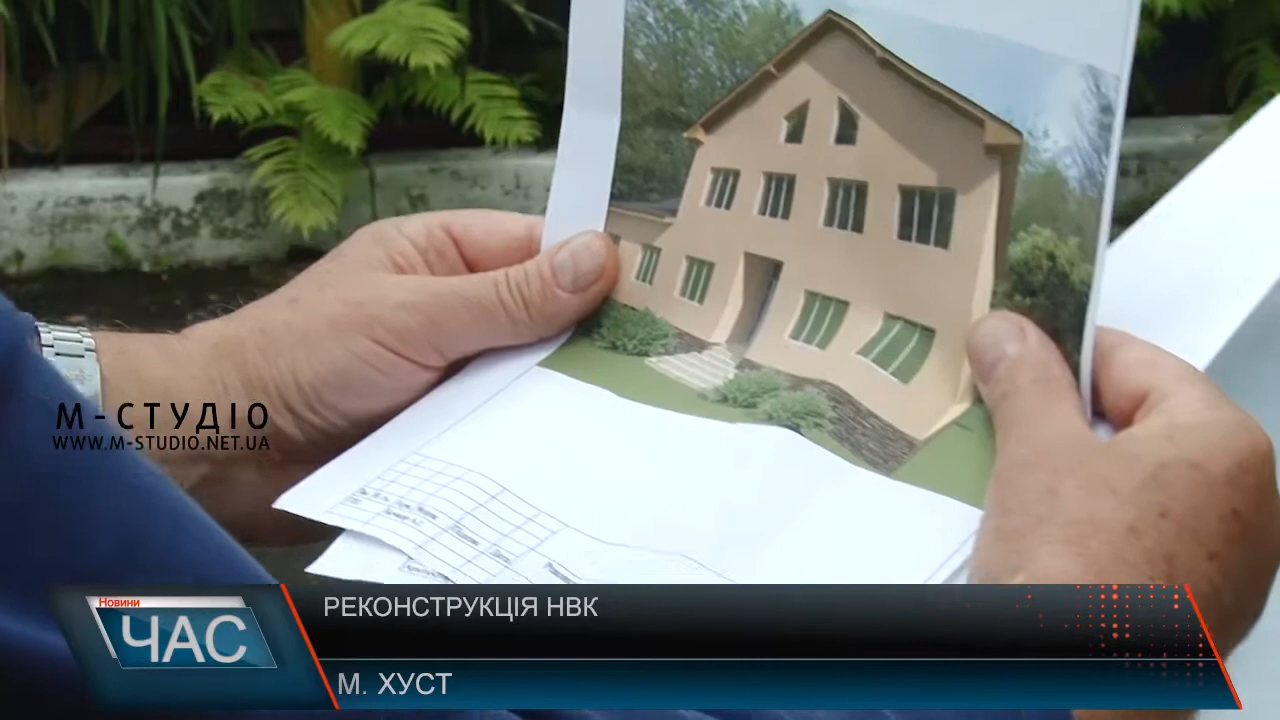 М-СТУДІО
WWW.M-STUDIO.NET.UA
Новини
ЧАС
РЕКОНСТРУКЦІЯ НВК
М. ХУСТ